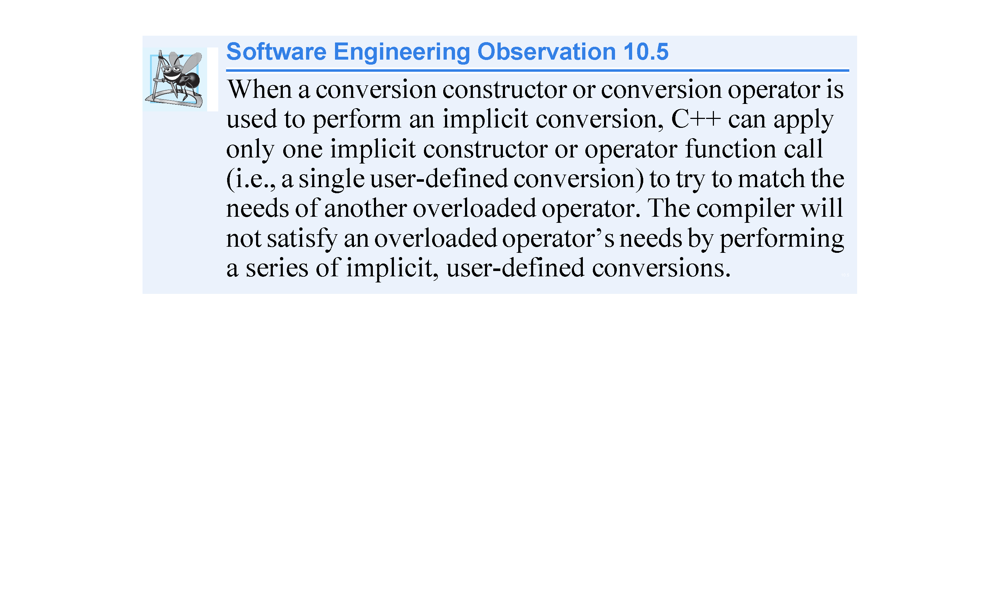 Software Engineering Observation 10.5
When a conversion constructor or conversion operator is
used to perform an implicit conversion, C++ can apply
only one implicit constructor or operator function call
(i.e., a single user-defined conversion) to try to match the
needs of another overloaded operator. The compiler will
not satisfy an overloaded operator’s needs by performing
a series of implicit, user-defined conversions.
10.5